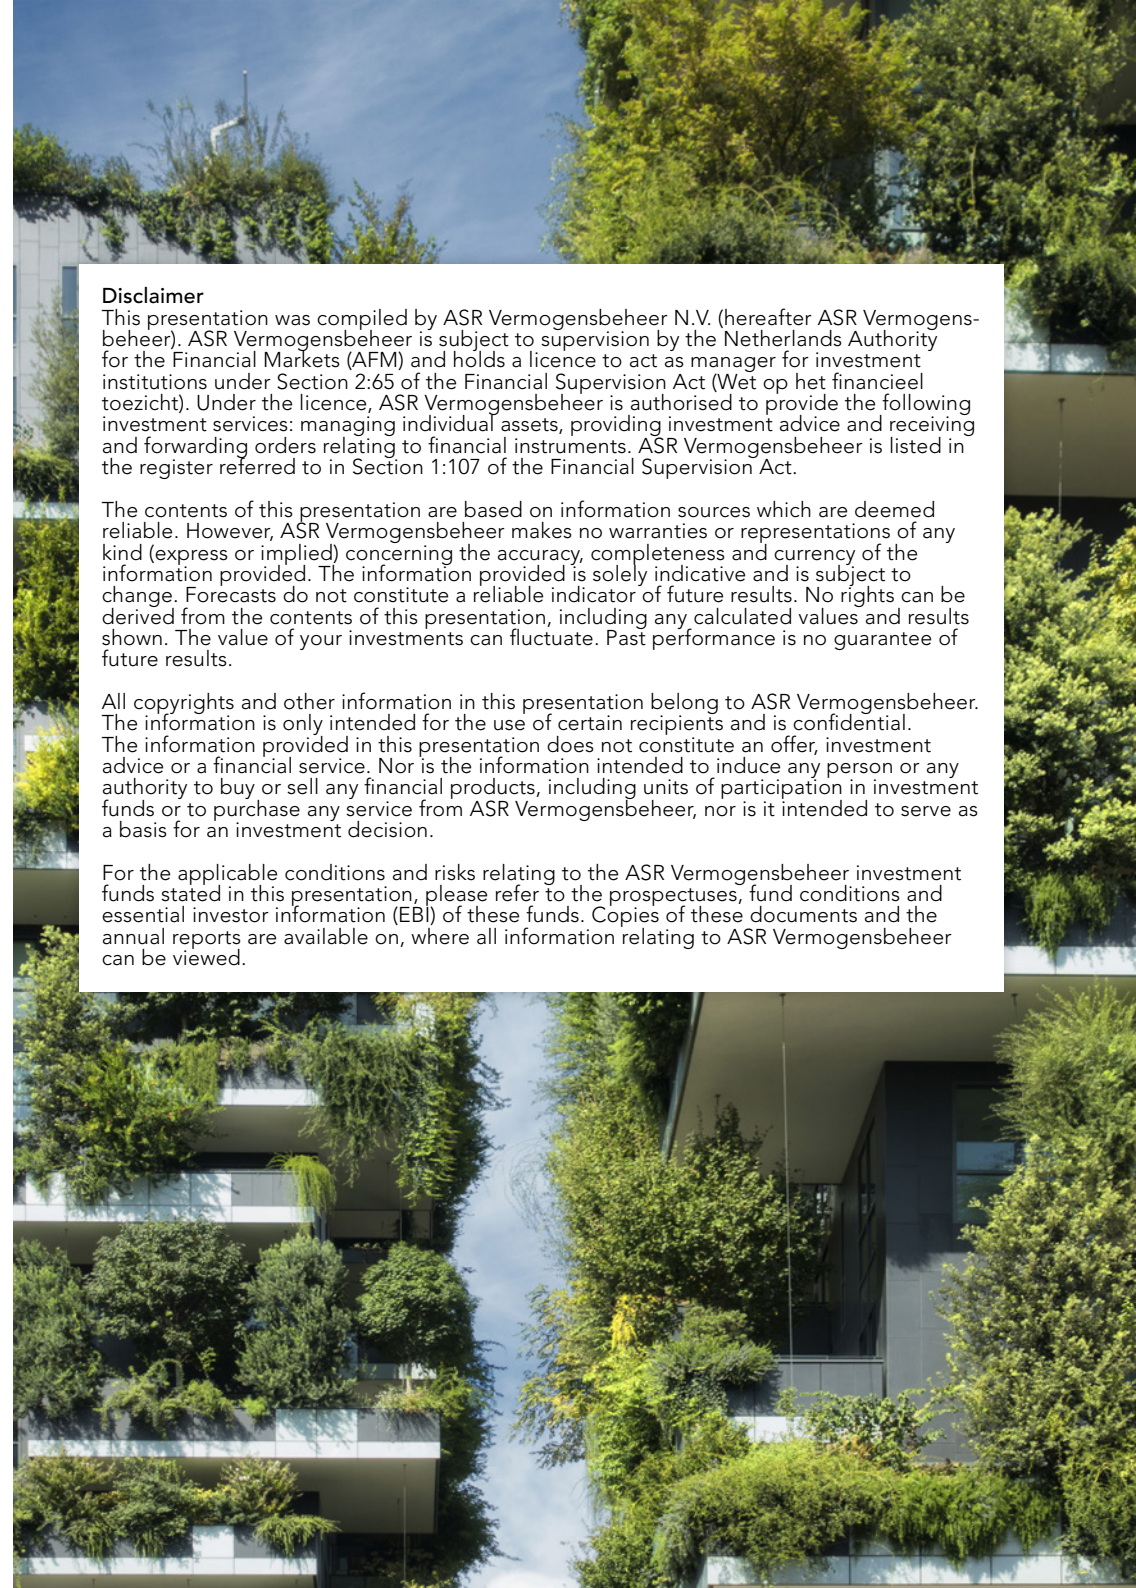 Disclaimer
This presentation was compiled by ASR Vermogensbeheer N.V. (hereafter ASR Vermogens-
beheer). ASR Vermogensbeheer is subject to supervision by the Netherlands Authority
for the Financial Markets (AFM) and holds a licence to act as manager for investment
institutions under Section 2:65 of the Financial Supervision Act (Wet op het financieel
toezicht). Under the licence, ASR Vermogensbeheer is authorised to provide the following
investment services: managing individual assets, providing investment advice and receiving
and forwarding orders relating to financial instruments. ASR Vermogensbeheer is listed in
the register referred to in Section 1:107 of the Financial Supervision Act.
The contents of this presentation are based on information sources which are deemed
reliable. However, ASR Vermogensbeheer makes no warranties or representations of any
kind (express or implied) concerning the accuracy, completeness and currency of the
information provided. The information provided is solely indicative and is subject to
change. Forecasts do not constitute a reliable indicator of future results. No rights can be
derived from the contents of this presentation, including any calculated values and results
shown. The value of your investments can fluctuate. Past performance is no guarantee of
future results.
All copyrights and other information in this presentation belong to ASR Vermogensbeheer.
The information is only intended for the use of certain recipients and is confidential.
The information provided in this presentation does not constitute an offer, investment
advice or a financial service. Nor is the information intended to induce any person or any
authority to buy or sell any financial products, including units of participation in investment
funds or to purchase any service from ASR Vermogensbeheer, nor is it intended to serve as
a basis for an investment decision.
For the applicable conditions and risks relating to the ASR Vermogensbeheer investment
funds stated in this presentation, please refer to the prospectuses, fund conditions and
essential investor information (EBI) of these funds. Copies of these documents and the
annual reports are available on, where all information relating to ASR Vermogensbeheer
can be viewed.